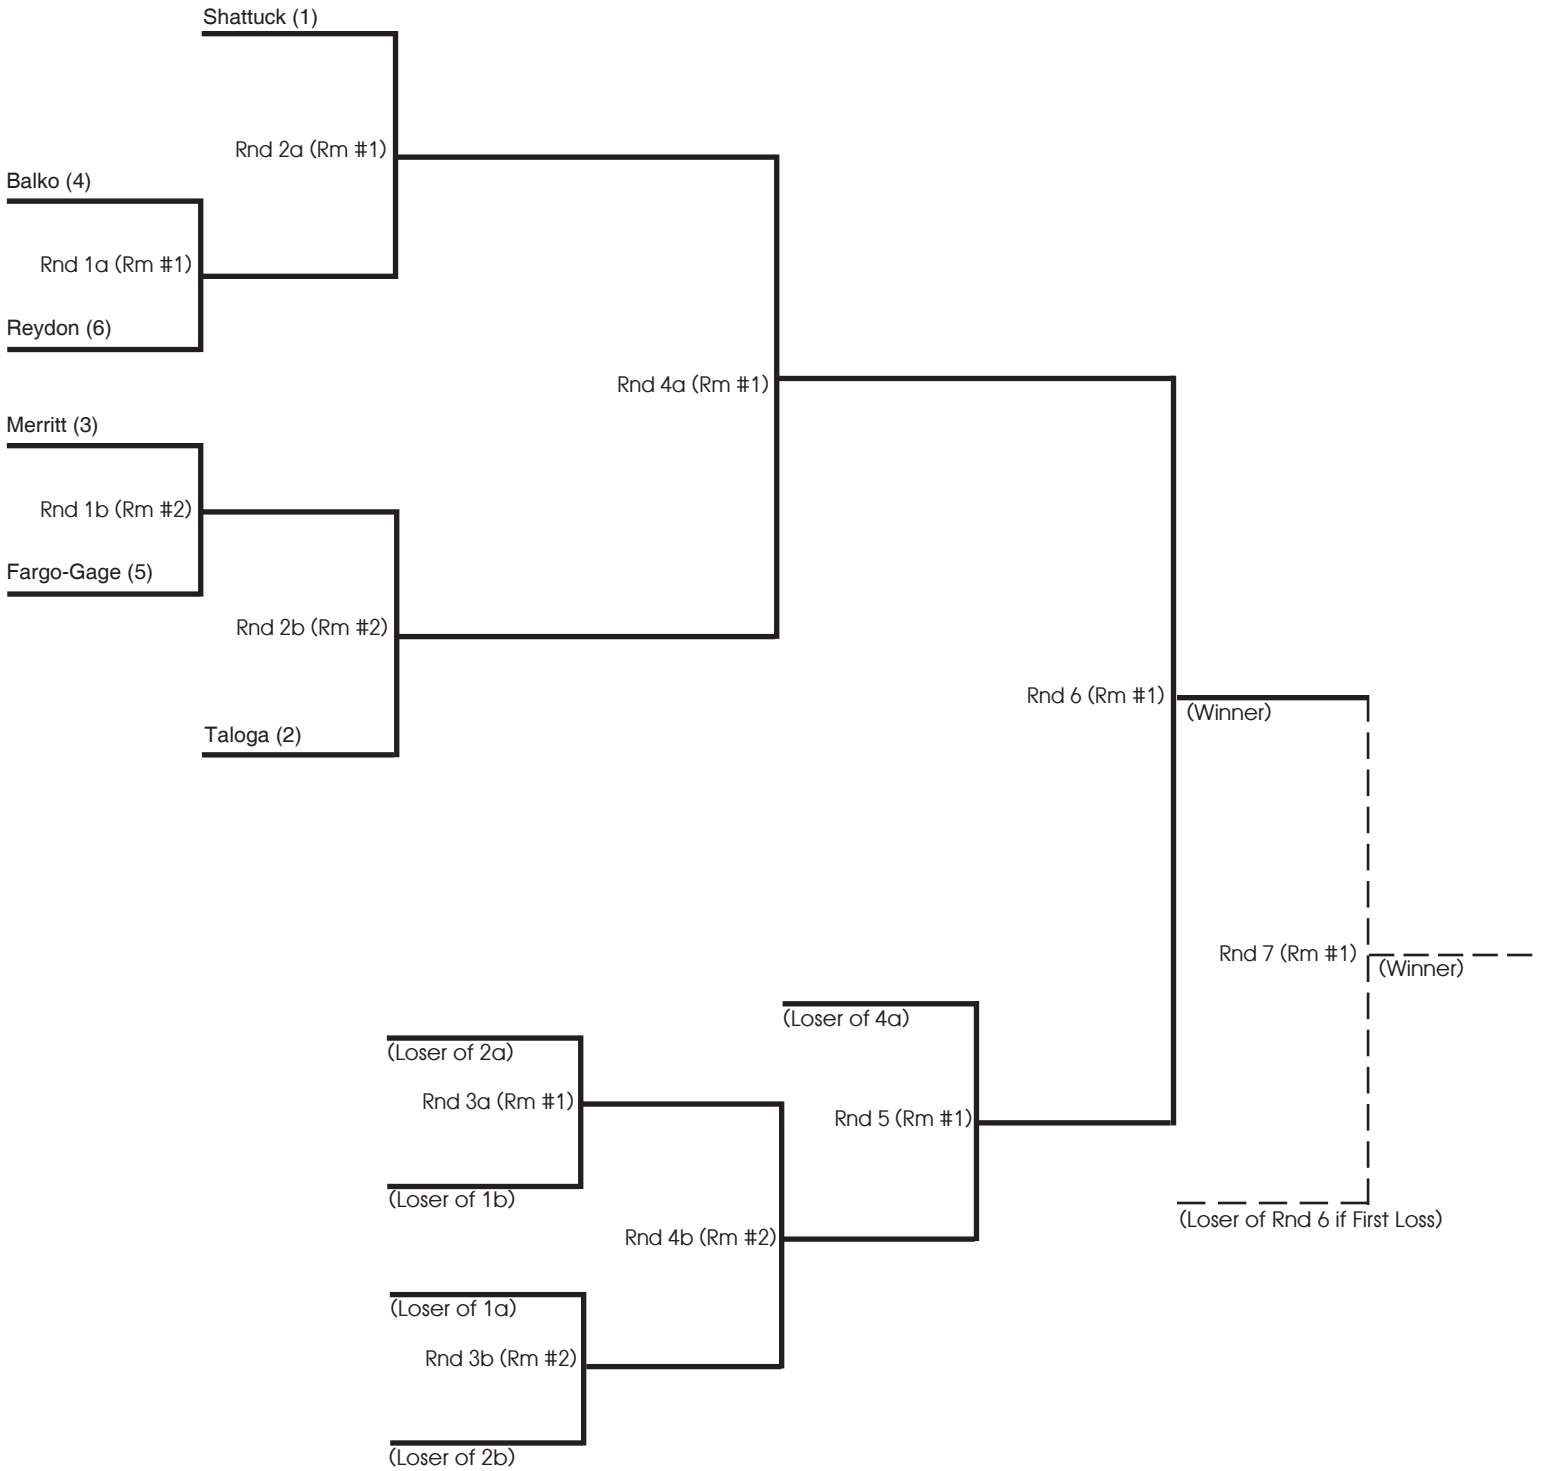 Shattuck (1)
Rnd 2a (Rm #1)
Balko (4)
Rnd 1a (Rm #1)
Reydon (6)
Rnd 4a (Rm #1)
Merritt (3)
Rnd 1b (Rm #2)
Fargo-Gage (5)
Rnd 2b (Rm #2)
Taloga (2)
Rnd 6 (Rm #1)
(Winner)
Rnd 7 (Rm #1)
(Winner)
(Loser of 4a)
(Loser of 2a)
Rnd 3a (Rm #1)
Rnd 5 (Rm #1)
(Loser of 1b)
(Loser of Rnd 6 if First Loss)
Rnd 4b (Rm #2)
(Loser of 1a)
Rnd 3b (Rm #2)
(Loser of 2b)